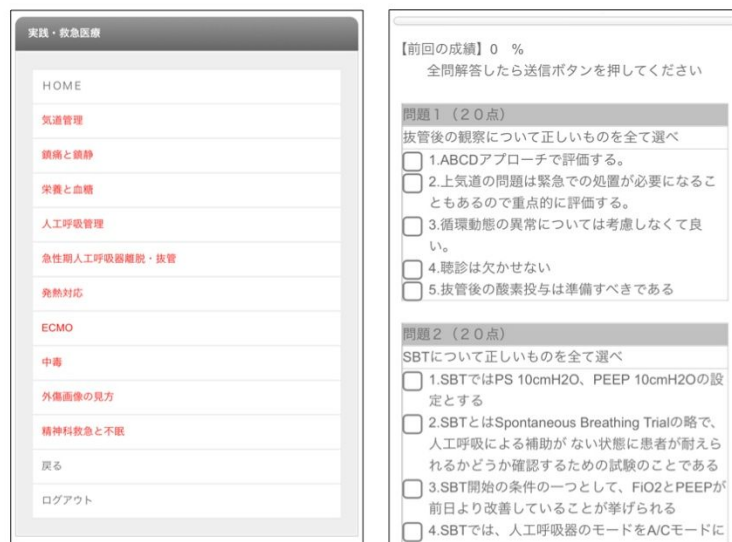 実践・救急医療
HOME
気道管理
鎮痛と鎮静
栄養と血糖
人工呼吸管理
急性期人工呼吸器離脱・抜管
発熱対応
ECMO
中毒
外傷画像の見方
精神科救急と不眠
戻る
ログアウト
【前回の成績】0　%
全問解答したら送信ボタンを押してください
問題１（２０点）
抜管後の観察について正しいものを全て選べ
1.ABCDアプローチで評価する。
2.上気道の問題は緊急での処置が必要になるこ
ともあるので重点的に評価する。
3.循環動態の異常については考慮しなくて良
い。
4.聴診は欠かせない
5.抜管後の酸素投与は準備すべきである
問題２（２０点）
SBTについて正しいものを全て選べ
1.SBTではPS 10cmH2O、PEEP 10cmH2Oの設
定とする
2.SBTとはSpontaneous Breathing Trialの略で、
人工呼吸による補助が ない状態に患者が耐えら
れるかどうか確認するための試験のことである
3.SBT開始の条件の一つとして、FiO2とPEEPが
前日より改善していることが挙げられる
4.SBTでは、人工呼吸器のモードをA/Cモードに